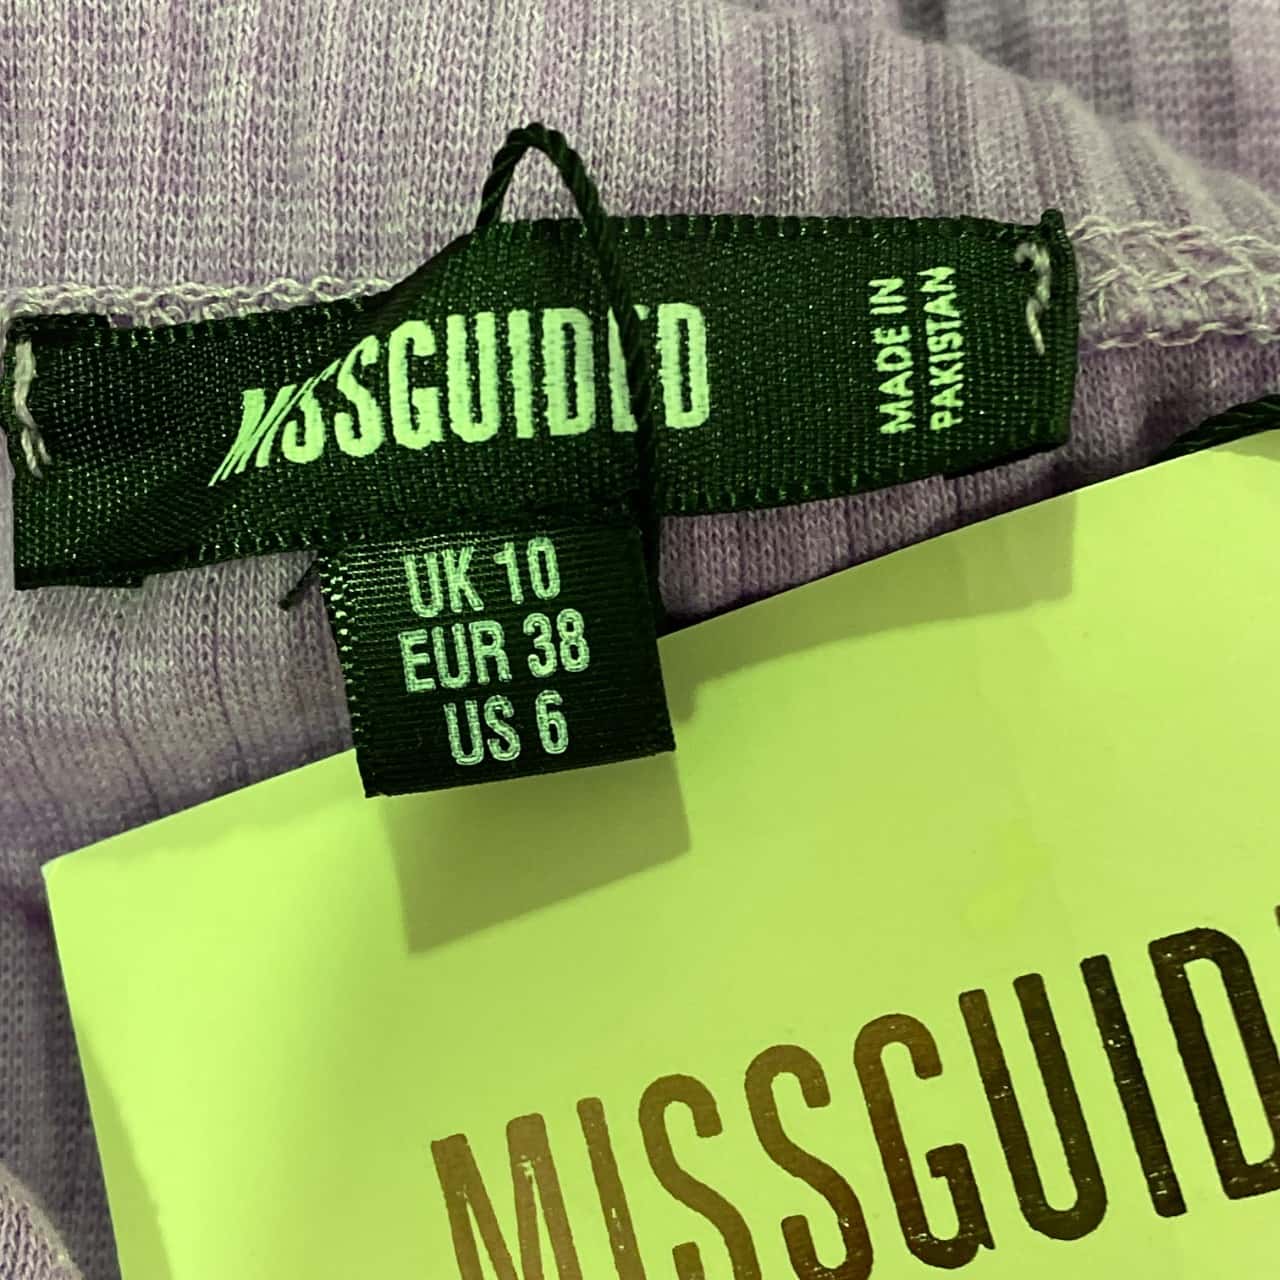 MISSGUIDED
MADE IN
PAKISTAN
UK 10
EUR 38
US 6
MISSGUID